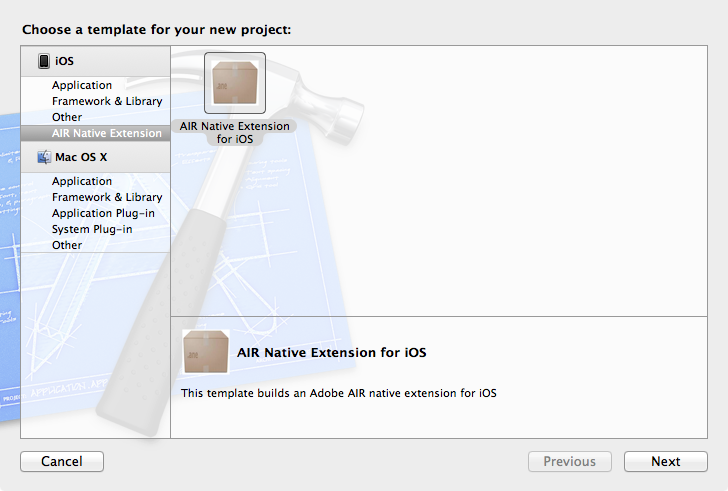 Choose a template for your new project:
iOS
Application
Framework & Library
Other
AIR Native Extension
Mac OS X
Application
Framework & Library
Application Plug-in
System Plug-in
Other
AIR Native Extension
for iOS
AIR Native Extension for iOS
This template builds an Adobe AIR native extension for iOS
Cancel
Previous
Next